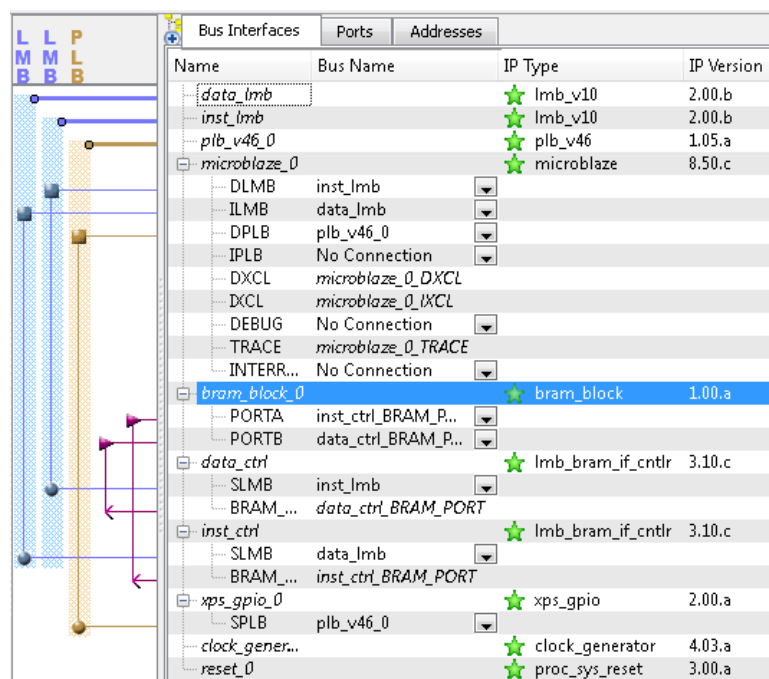 L L P
M M L
B B B
Bus Interfaces Ports Addresses
Name Bus Name IP Type IP Version
data_lmb lmb_v10 2.00.b
inst_lmb lmb_v10 2.00.b
plb_v46_0 plb_v46 1.05.a
microblaze_0 microblaze 8.50.c
DLMB inst_lmb
ILMB data_lmb
DPLB plb_v46_0
IPLB No Connection
DXCL microblaze_0_DXCL
IXCL microblaze_0_IXCL
DEBUG No Connection
TRACE microblaze_0_TRACE
INTERR... No Connection
bram_block_0 bram_block 1.00.a
PORTA inst_ctrl_BRAM_P...
PORTB data_ctrl_BRAM_P...
data_ctrl lmb_bram_if_cntlr 3.10.c
SLMB inst_lmb
BRAM_... data_ctrl_BRAM_PORT
inst_ctrl lmb_bram_if_cntlr 3.10.c
SLMB data_lmb
BRAM_... inst_ctrl_BRAM_PORT
xps_gpio_0 xps_gpio 2.00.a
SPLB plb_v46_0
clock_gener... clock_generator 4.03.a
reset_0 proc_sys_reset 3.00.a